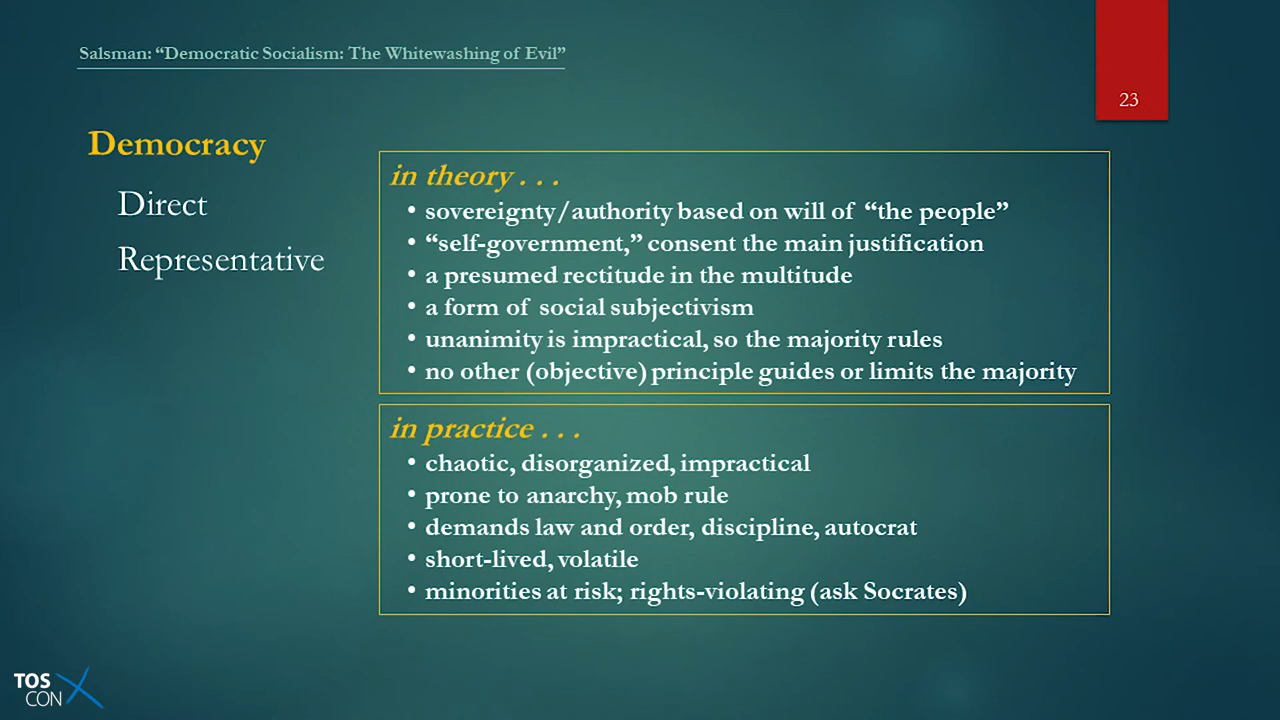 Salsman: “Democratic Socialism: The Whitewashing of Evil”
23
Democracy
Direct
Representative
in theory . . .
• sovereignty/authority based on will of “the people”
• “self-government,” consent the main justification
• a presumed rectitude in the multitude
• a form of social subjectivism
• unanimity is impractical, so the majority rules
• no other (objective) principle guides or limits the majority
in practice . . .
• chaotic, disorganized, impractical
• prone to anarchy, mob rule
• demands law and order, discipline, autocrat
• short-lived, volatile
• minorities at risk; rights-violating (ask Socrates)
TOS
CON